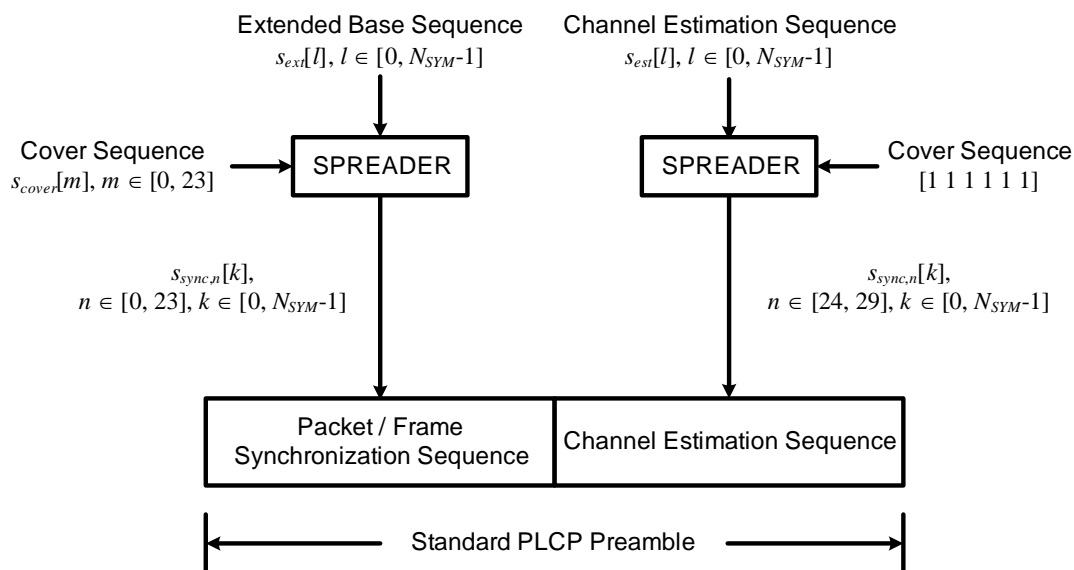 Extended Base Sequence
s_ext[l], l ∈ [0, N_SYM-1]
Channel Estimation Sequence
s_est[l], l ∈ [0, N_SYM-1]
Cover Sequence
s_cover[m], m ∈ [0, 23]
SPREADER
SPREADER
Cover Sequence
[1 1 1 1 1 1]
s_sync,n[k],
n ∈ [0, 23], k ∈ [0, N_SYM-1]
s_sync,n[k],
n ∈ [24, 29], k ∈ [0, N_SYM-1]
Packet / Frame
Synchronization Sequence
Channel Estimation Sequence
Standard PLCP Preamble